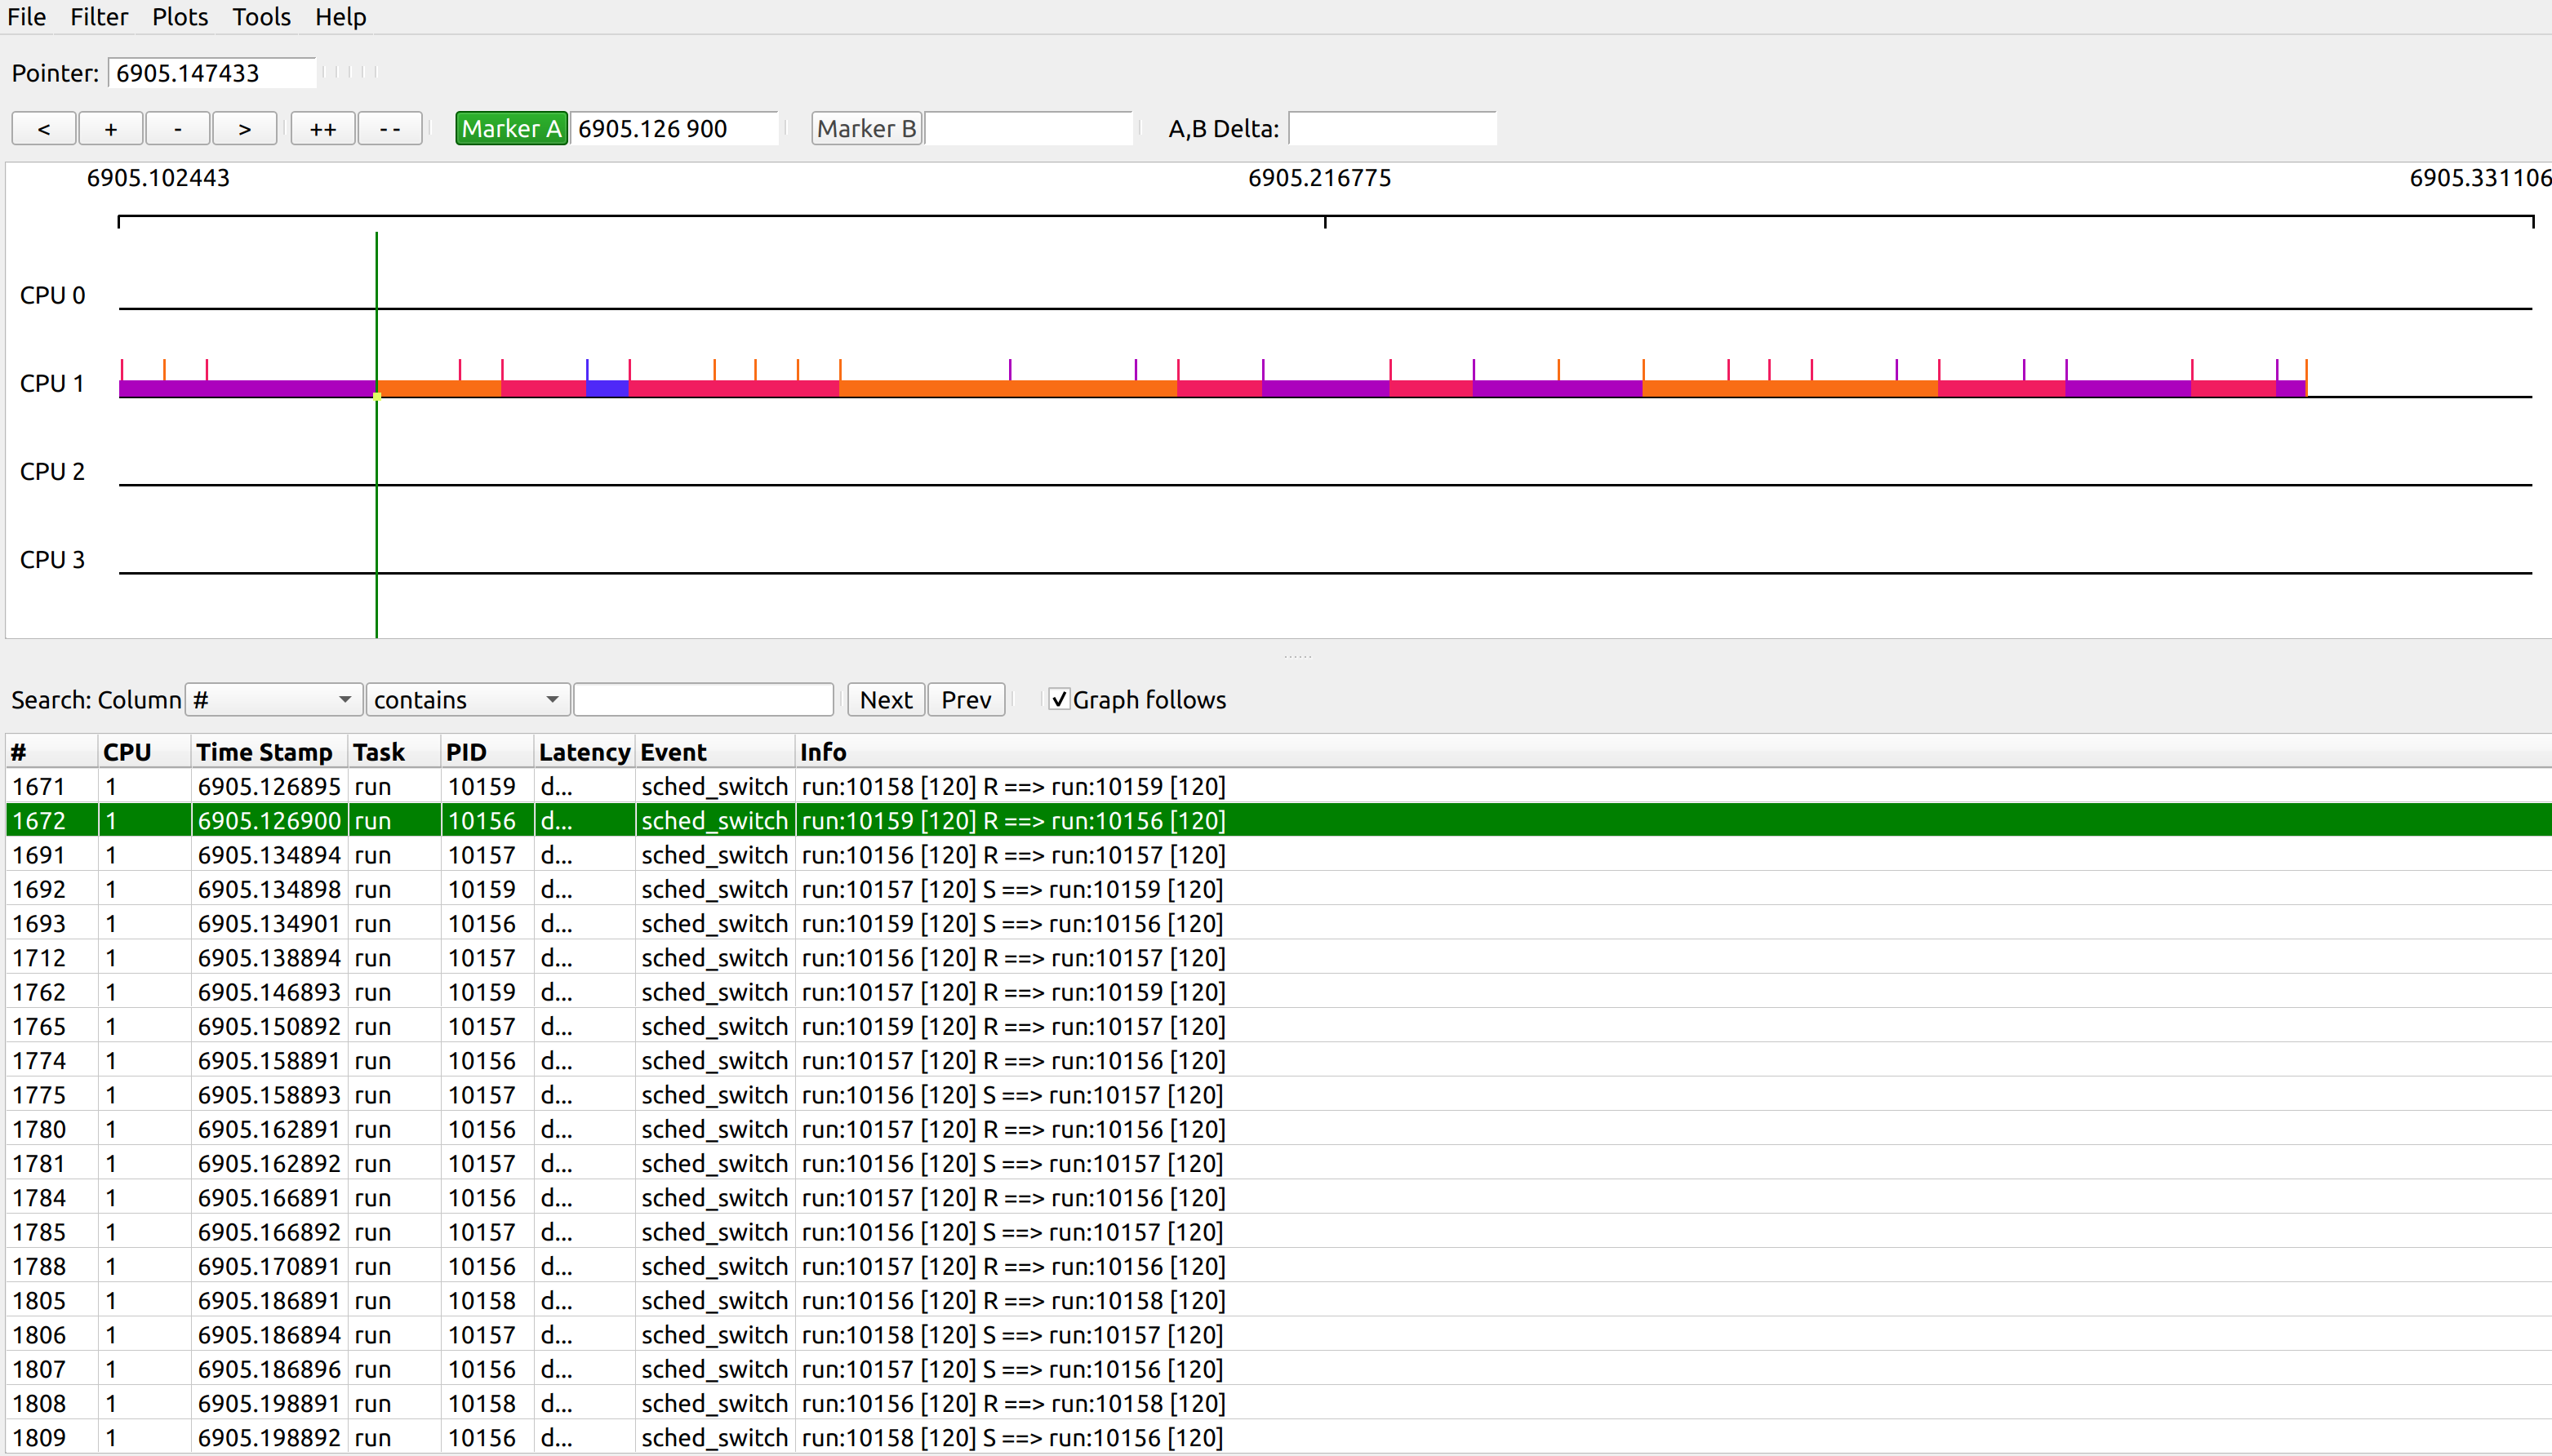 File Filter Plots Tools Help
Pointer: 6905.147433
< + - > ++ - - Marker A 6905.126 900 Marker B A,B Delta:
6905.102443 6905.216775 6905.331106
CPU 0
CPU 1
CPU 2
CPU 3
Search: Column # contains Next Prev Graph follows
# CPU Time Stamp Task PID Latency Event Info
1671 1 6905.126895 run 10159 d... sched_switch run:10158 [120] R ==> run:10159 [120]
1672 1 6905.126900 run 10156 d... sched_switch run:10159 [120] R ==> run:10156 [120]
1691 1 6905.134894 run 10157 d... sched_switch run:10156 [120] R ==> run:10157 [120]
1692 1 6905.134898 run 10159 d... sched_switch run:10157 [120] S ==> run:10159 [120]
1693 1 6905.134901 run 10156 d... sched_switch run:10159 [120] S ==> run:10156 [120]
1712 1 6905.138894 run 10157 d... sched_switch run:10156 [120] R ==> run:10157 [120]
1762 1 6905.146893 run 10159 d... sched_switch run:10157 [120] R ==> run:10159 [120]
1765 1 6905.150892 run 10157 d... sched_switch run:10159 [120] R ==> run:10157 [120]
1774 1 6905.158891 run 10156 d... sched_switch run:10157 [120] R ==> run:10156 [120]
1775 1 6905.158893 run 10157 d... sched_switch run:10156 [120] S ==> run:10157 [120]
1780 1 6905.162891 run 10156 d... sched_switch run:10157 [120] R ==> run:10156 [120]
1781 1 6905.162892 run 10157 d... sched_switch run:10156 [120] S ==> run:10157 [120]
1784 1 6905.166891 run 10156 d... sched_switch run:10157 [120] R ==> run:10156 [120]
1785 1 6905.166892 run 10157 d... sched_switch run:10156 [120] S ==> run:10157 [120]
1788 1 6905.170891 run 10156 d... sched_switch run:10157 [120] R ==> run:10156 [120]
1805 1 6905.186891 run 10158 d... sched_switch run:10156 [120] R ==> run:10158 [120]
1806 1 6905.186894 run 10157 d... sched_switch run:10158 [120] S ==> run:10157 [120]
1807 1 6905.186896 run 10156 d... sched_switch run:10157 [120] S ==> run:10156 [120]
1808 1 6905.198891 run 10158 d... sched_switch run:10156 [120] R ==> run:10158 [120]
1809 1 6905.198892 run 10156 d... sched_switch run:10158 [120] S ==> run:10156 [120]